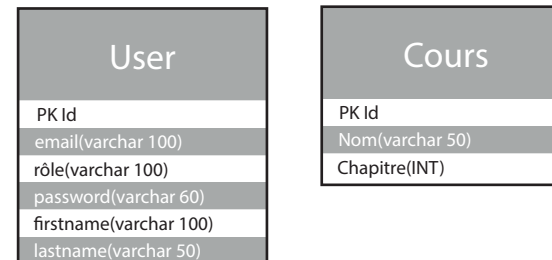 User
PK Id
email(varchar 100)
rôle(varchar 100)
password(varchar 60)
firstname(varchar 100)
lastname(varchar 50)
Cours
PK Id
Nom(varchar 50)
Chapitre(INT)